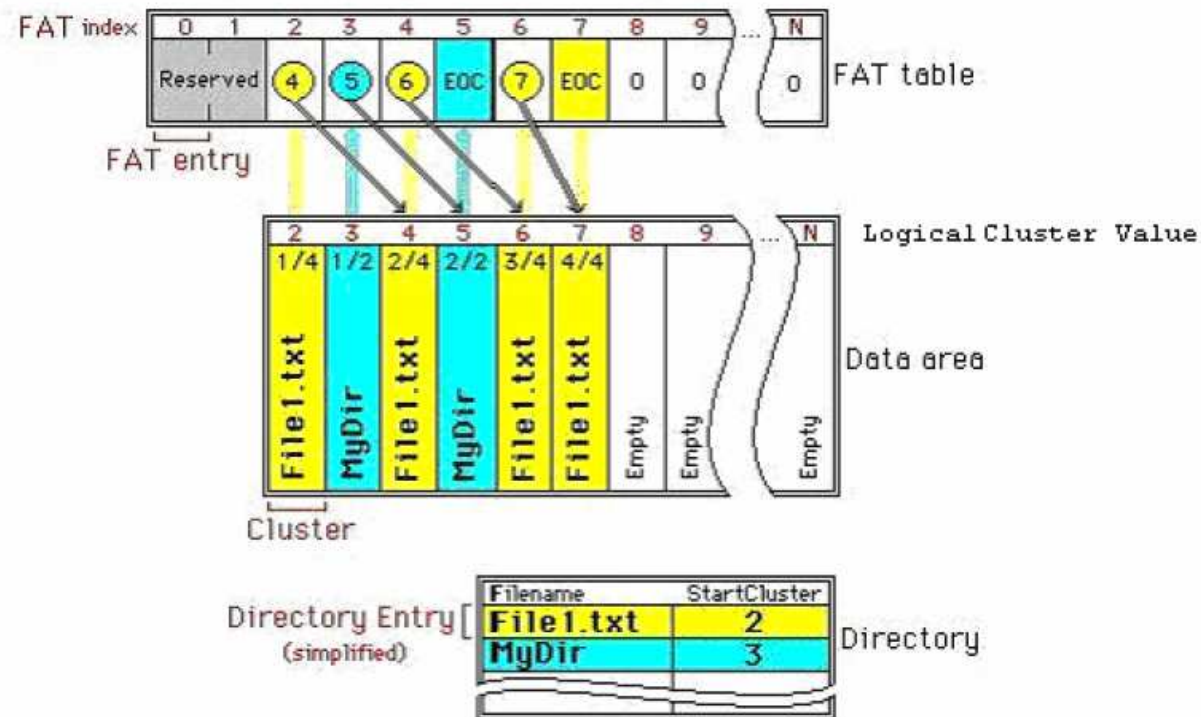 FAT index 0 1 2 3 4 5 6 7 8 9 ... N
Reserved 4 5 6 EOC 7 EOC 0 0 0 FAT table
FAT entry
2 3 4 5 6 7 8 9 ... N Logical Cluster Value
1/4 1/2 2/4 2/2 3/4 4/4
File1.txt MyDir File1.txt MyDir File1.txt File1.txt Empty Empty Empty Data area
Cluster
Filename StartCluster
Directory Entry File1.txt 2 Directory
(simplified) MyDir 3